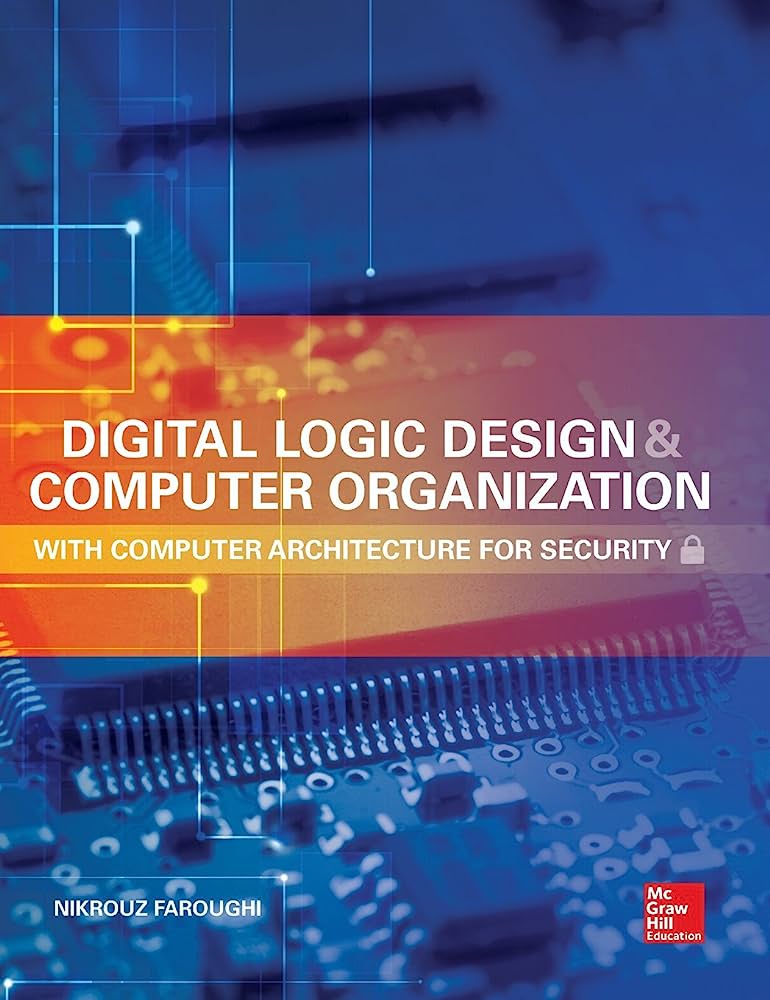 DIGITAL LOGIC DESIGN &
COMPUTER ORGANIZATION
WITH COMPUTER ARCHITECTURE FOR SECURITY
NIKROUZ FAROUGHI
Mc
Graw
Hill
Education